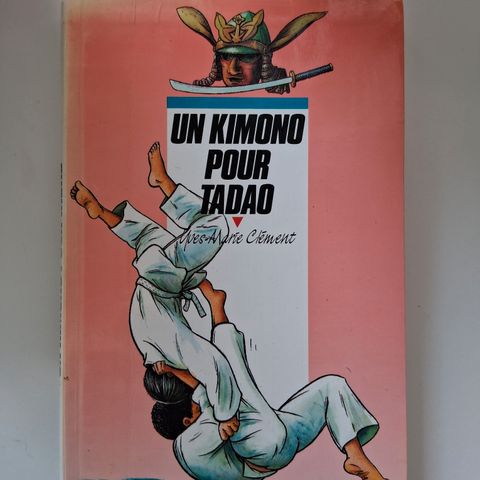 UN KIMONO
POUR
TADAO
Yves-Marie Clément